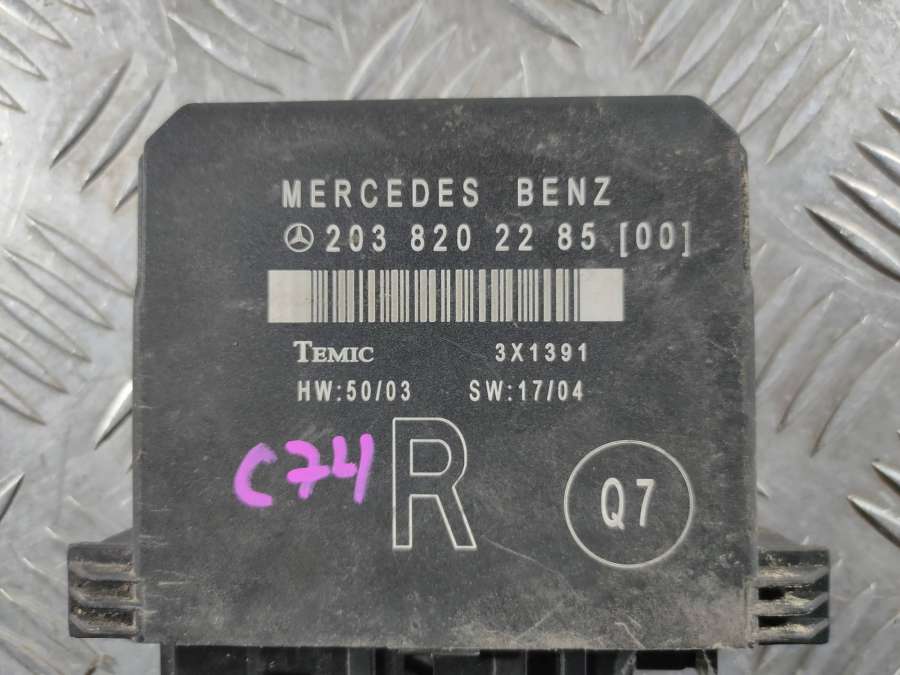 MERCEDES BENZ
203 820 22 85 [00]
TEMIC 3X1391
HW:50/03 SW:17/04
C74 R Q7